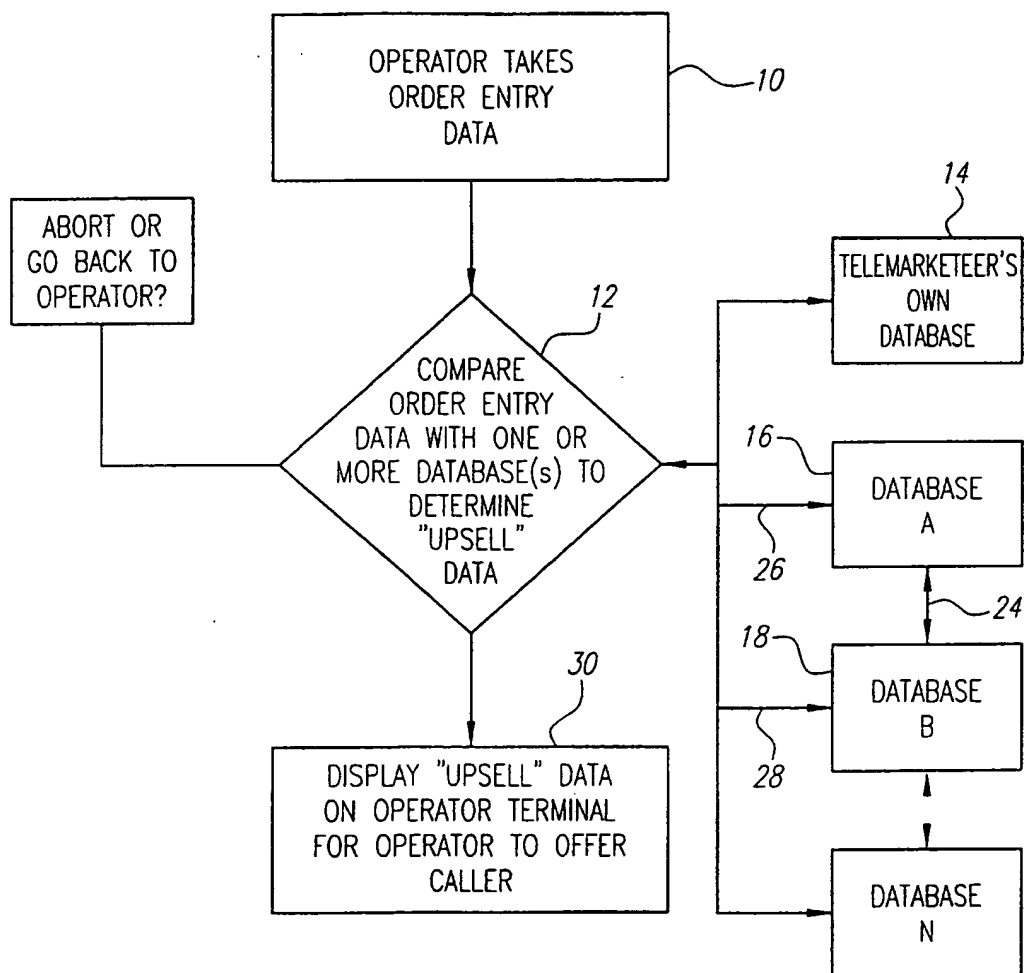 OPERATOR TAKES
ORDER ENTRY
DATA
10
ABORT OR
GO BACK TO
OPERATOR?
12
COMPARE
ORDER ENTRY
DATA WITH ONE OR
MORE DATABASE(s) TO
DETERMINE
"UPSELL"
DATA
14
TELEMARKETEER'S
OWN
DATABASE
16
DATABASE
A
26
24
18
DATABASE
B
28
30
DISPLAY "UPSELL" DATA
ON OPERATOR TERMINAL
FOR OPERATOR TO OFFER
CALLER
DATABASE
N